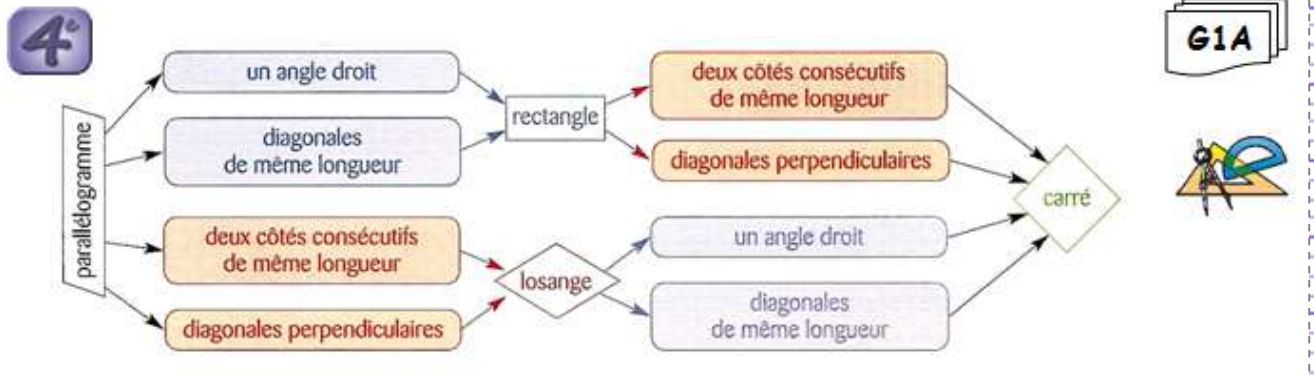 4e
G1A
parallélogramme
un angle droit
diagonales
de même longueur
deux côtés consécutifs
de même longueur
diagonales perpendiculaires
rectangle
losange
deux côtés consécutifs
de même longueur
diagonales perpendiculaires
un angle droit
diagonales
de même longueur
carré